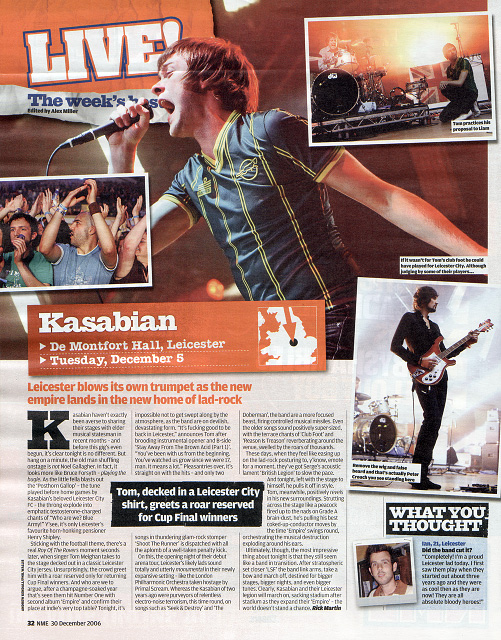 LIVE!
The week's best
Edited by Alex Miller
Tom practices his
proposal to Liam
If it wasn't for Tom's club foot he could
have played for Leicester City. Although
judging by some of their players...
Kasabian
De Montfort Hall, Leicester
Tuesday, December 5
Leicester blows its own trumpet as the new
empire lands in the new home of lad-rock
Kasabian haven't exactly
been averse to sharing
their stages with elder
musical statesman in
recent months - and
before this gig's even
begun, it's clear tonight is no different. But
hang on a minute, the old man shuffling
onstage is not Noel Gallagher. In fact, it
looks more like Bruce Forsyth - playing the
bugle. As the little fella blasts out
the 'Posthorn Gallop' - the tune
played before home games by
Kasabian's beloved Leicester City
FC - the throng explode into
emphatic testosterone-charged
chants of "Who are we? Blue
Army!" Y'see, it's only Leicester's
favourite horn-honking pensioner
Henry Shipley.
Sticking with the football theme, there's a
real Roy Of The Rovers moment seconds
later, when singer Tom Meighan takes to
the stage decked out in a classic Leicester
City jersey. Unsurprisingly, the crowd greet
him with a roar reserved only for returning
Cup Final winners. And who are we to
argue, after a champagne-soaked year
that's seen them hit Number One with
second album 'Empire' and confirm their
place at indie's very top table? Tonight, it's
impossible not to get swept along by the
atmosphere, as the band are on devilish,
devastating form. "It's fucking good to be
back in Leicester," announces Tom after
brooding instrumental opener and B-side
'Stay Away From The Brown Acid (Part 1)'.
"You've been with us from the beginning.
You've watched us grow since we were 17,
man. It means a lot." Pleasantries over, it's
straight on with the hits - and only two
Tom, decked in a Leicester City
shirt, greets a roar reserved
for Cup Final winners
songs in thundering glam-rock stomper
'Shoot The Runner' is dispatched with all
the aplomb of a well-taken penalty kick.
On this, the opening night of their debut
arena tour, Leicester's likely lads sound
totally and utterly monumental in their newly
expansive setting - like the London
Philharmonic Orchestra taken hostage by
Primal Scream. Whereas the Kasabian of two
years ago were purveyors of relentless
electro-noise terrorism, this time round, on
songs such as 'Seek & Destroy' and 'The
Doberman', the band are a more focused
beast, firing controlled musical missiles. Even
the older songs sound positively super-sized,
with the terrace chants of 'Club Foot' and
'Reason Is Treason' reverberating around the
venue, swelled by the roars of thousands.
These days, when they feel like easing up
on the lad-rock posturing to, y'know, emote
for a moment, they've got Serge's acoustic
lament 'British Legion' to slow the pace.
And tonight, left with the stage to
himself, he pulls it off in style.
Tom, meanwhile, positively revels
in his new surroundings. Strutting
across the stage like a peacock
fired up to the roads on Grade A
brain-dust, he's pulling his best
coked-up-conductor moves by
the time 'Empire' swings round,
orchestrating the musical destruction
exploding around his ears.
Ultimately, though, the most impressive
thing about tonight is that they still seem
like a band in transition. After stratospheric
set closer 'LSF' the band link arms, take a
bow and march off, destined for bigger
stages, bigger nights, and even bigger
tunes. Clearly, Kasabian and their Leicester
legion will march on, sacking stadium after
stadium as they expand their 'Empire' - the
world doesn't stand a chance. Rick Martin
Remove the wig and false
beard and that's actually Peter
Crouch you see standing here
WHAT YOU
THOUGHT
Ian, 21, Leicester
Did the band cut it?
"Completely! I'm a proud
Leicester lad today. I first
saw them play when they
started out about three
years ago and they were
as cool then as they are
now! They are all
absolute bloody heroes!"
32 NME 30 December 2006